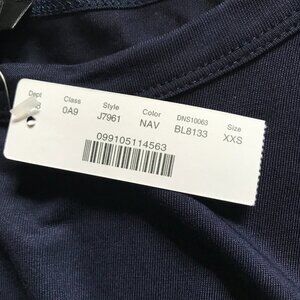 Dept Class Style Color DNS10063 Size
0A9 J7961 NAV BL8133 XXS
099105114563